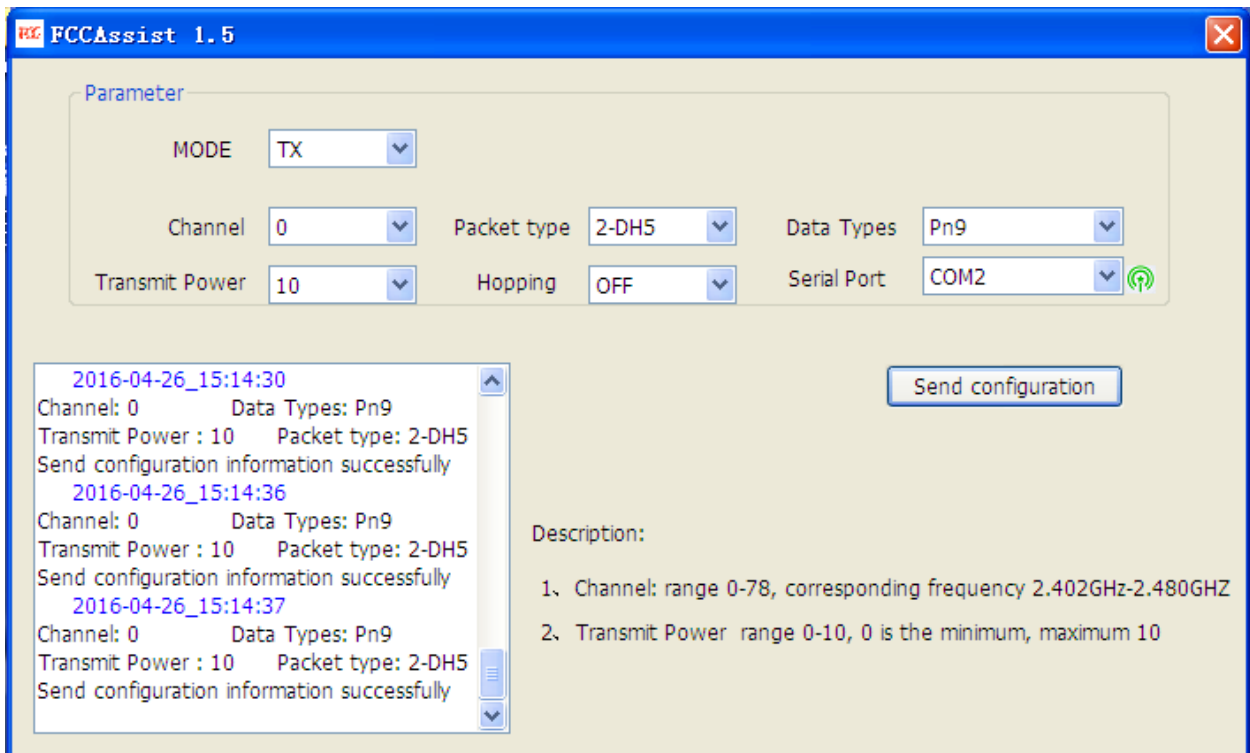 FCC FCCAssist 1.5
Parameter
MODE TX
Channel 0 Packet type 2-DH5 Data Types Pn9
Transmit Power 10 Hopping OFF Serial Port COM2
2016-04-26_15:14:30
Channel: 0 Data Types: Pn9
Transmit Power : 10 Packet type: 2-DH5
Send configuration information successfully
2016-04-26_15:14:36
Channel: 0 Data Types: Pn9
Transmit Power : 10 Packet type: 2-DH5
Send configuration information successfully
2016-04-26_15:14:37
Channel: 0 Data Types: Pn9
Transmit Power : 10 Packet type: 2-DH5
Send configuration information successfully
Send configuration
Description:
1、Channel: range 0-78, corresponding frequency 2.402GHz-2.480GHZ
2、Transmit Power range 0-10, 0 is the minimum, maximum 10